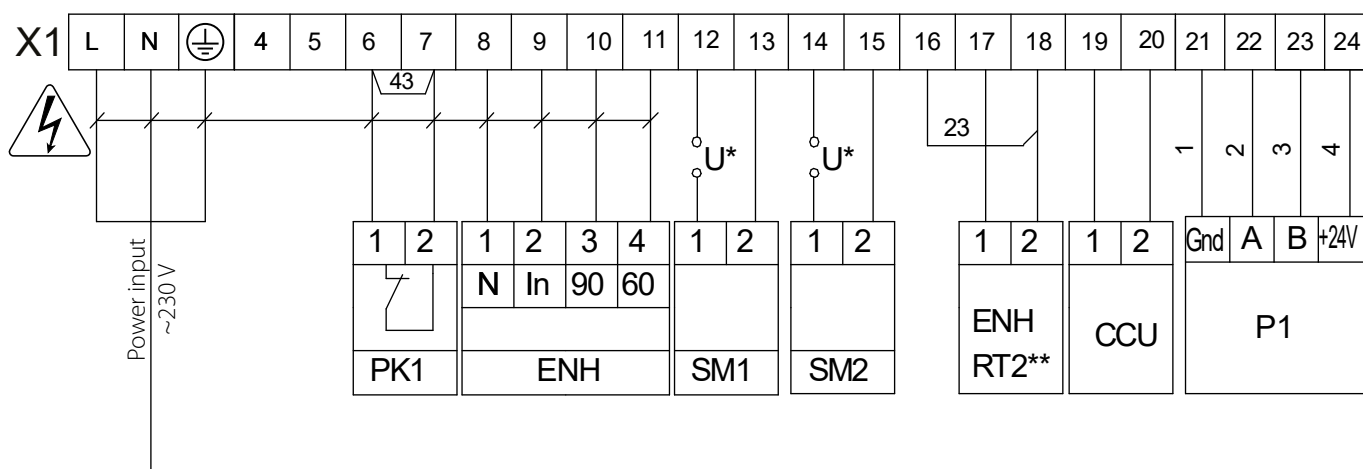 X1 L N 4 5 6 7 8 9 10 11 12 13 14 15 16 17 18 19 20 21 22 23 24
43
23
U* U*
1 2 3 4
1 2 1 2 3 4 1 2 1 2 1 2 1 2 Gnd A B +24V
N In 90 60
Power input
~230 V
ENH
RT2**
CCU
P1
PK1 ENH SM1 SM2